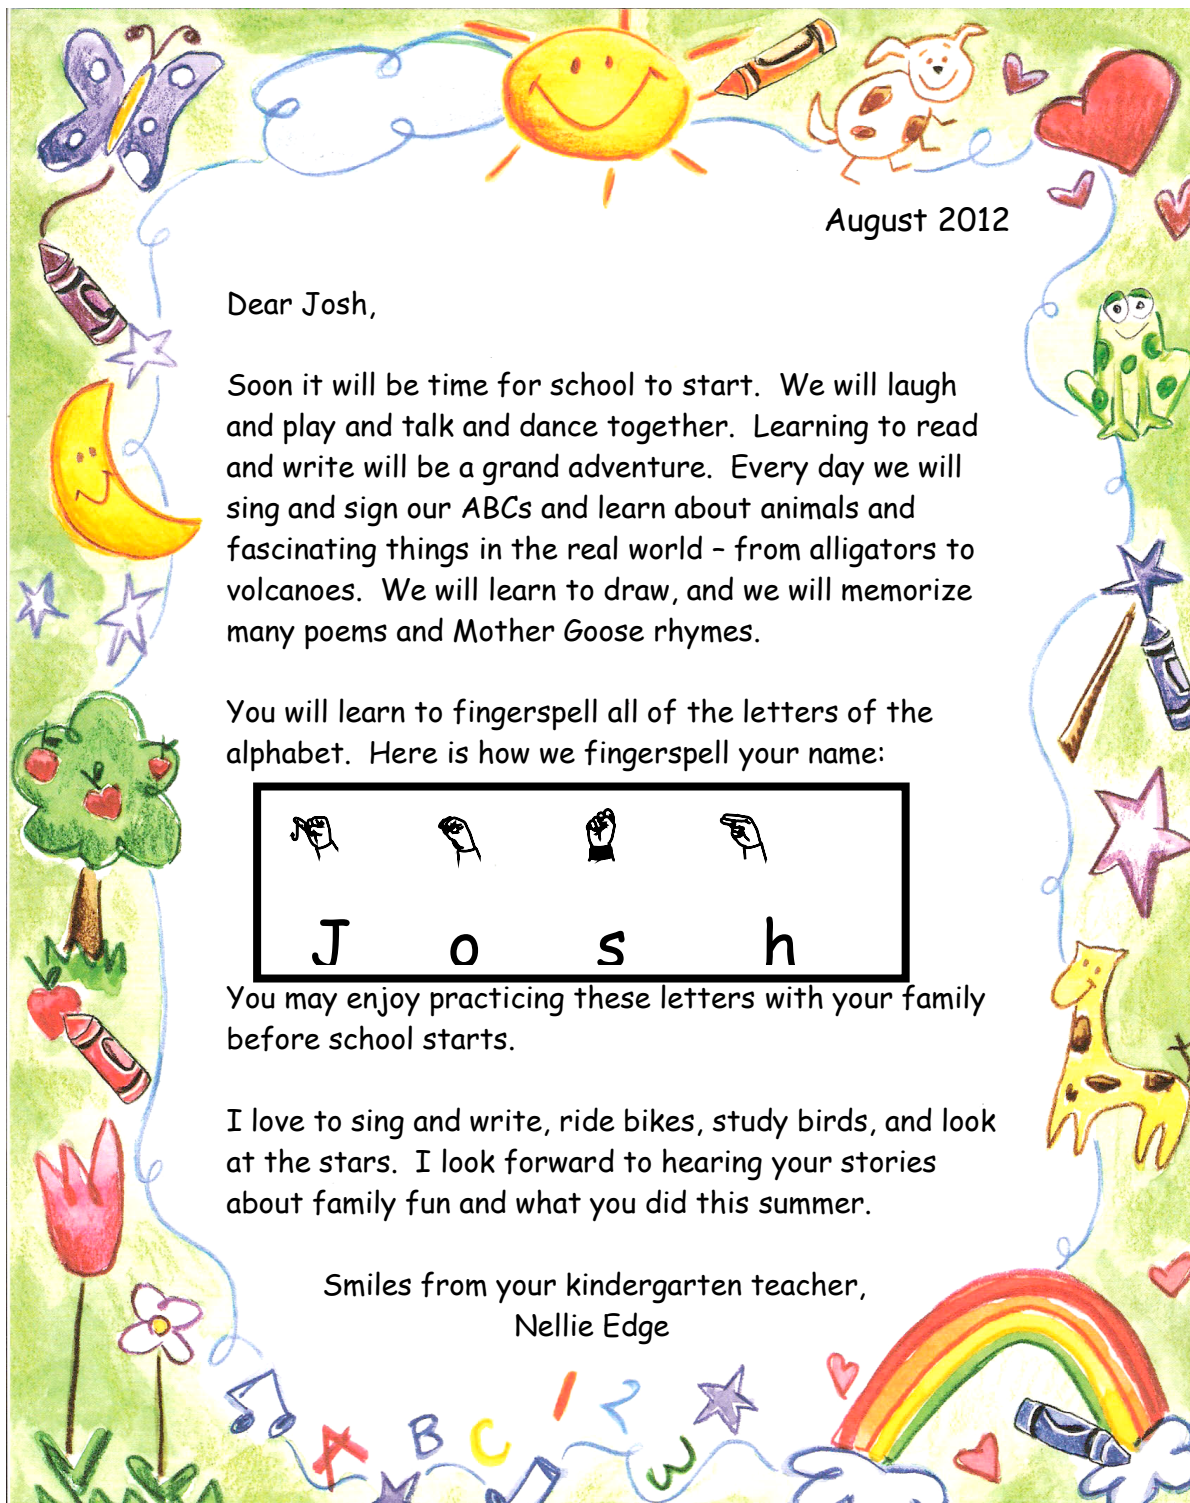 August 2012
Dear Josh,
Soon it will be time for school to start.  We will laugh
and play and talk and dance together.  Learning to read
and write will be a grand adventure.  Every day we will
sing and sign our ABCs and learn about animals and
fascinating things in the real world – from alligators to
volcanoes.  We will learn to draw, and we will memorize
many poems and Mother Goose rhymes.
You will learn to fingerspell all of the letters of the
alphabet.  Here is how we fingerspell your name:
J o s h
You may enjoy practicing these letters with your family
before school starts.
I love to sing and write, ride bikes, study birds, and look
at the stars.  I look forward to hearing your stories
about family fun and what you did this summer.
Smiles from your kindergarten teacher,
Nellie Edge
A B C 1 2 3